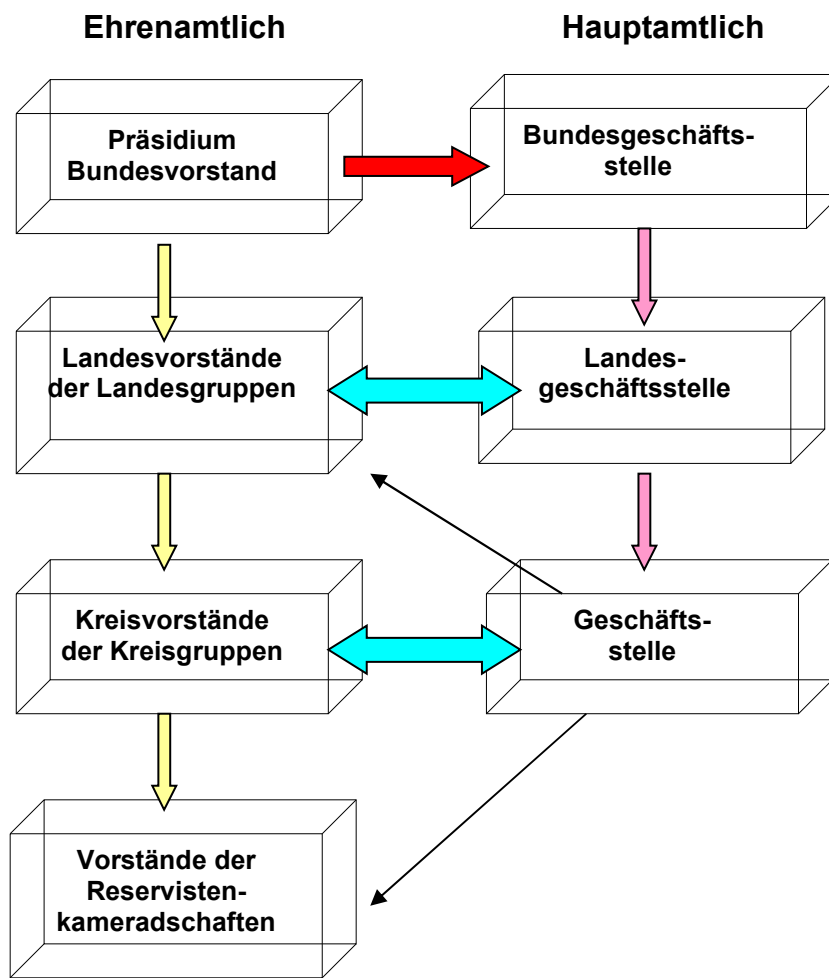 Ehrenamtlich
Hauptamtlich
Präsidium
Bundesvorstand
Bundesgeschäfts-
stelle
Landesvorstände
der Landesgruppen
Landes-
geschäftsstelle
Kreisvorstände
der Kreisgruppen
Geschäfts-
stelle
Vorstände der
Reservisten-
kameradschaften